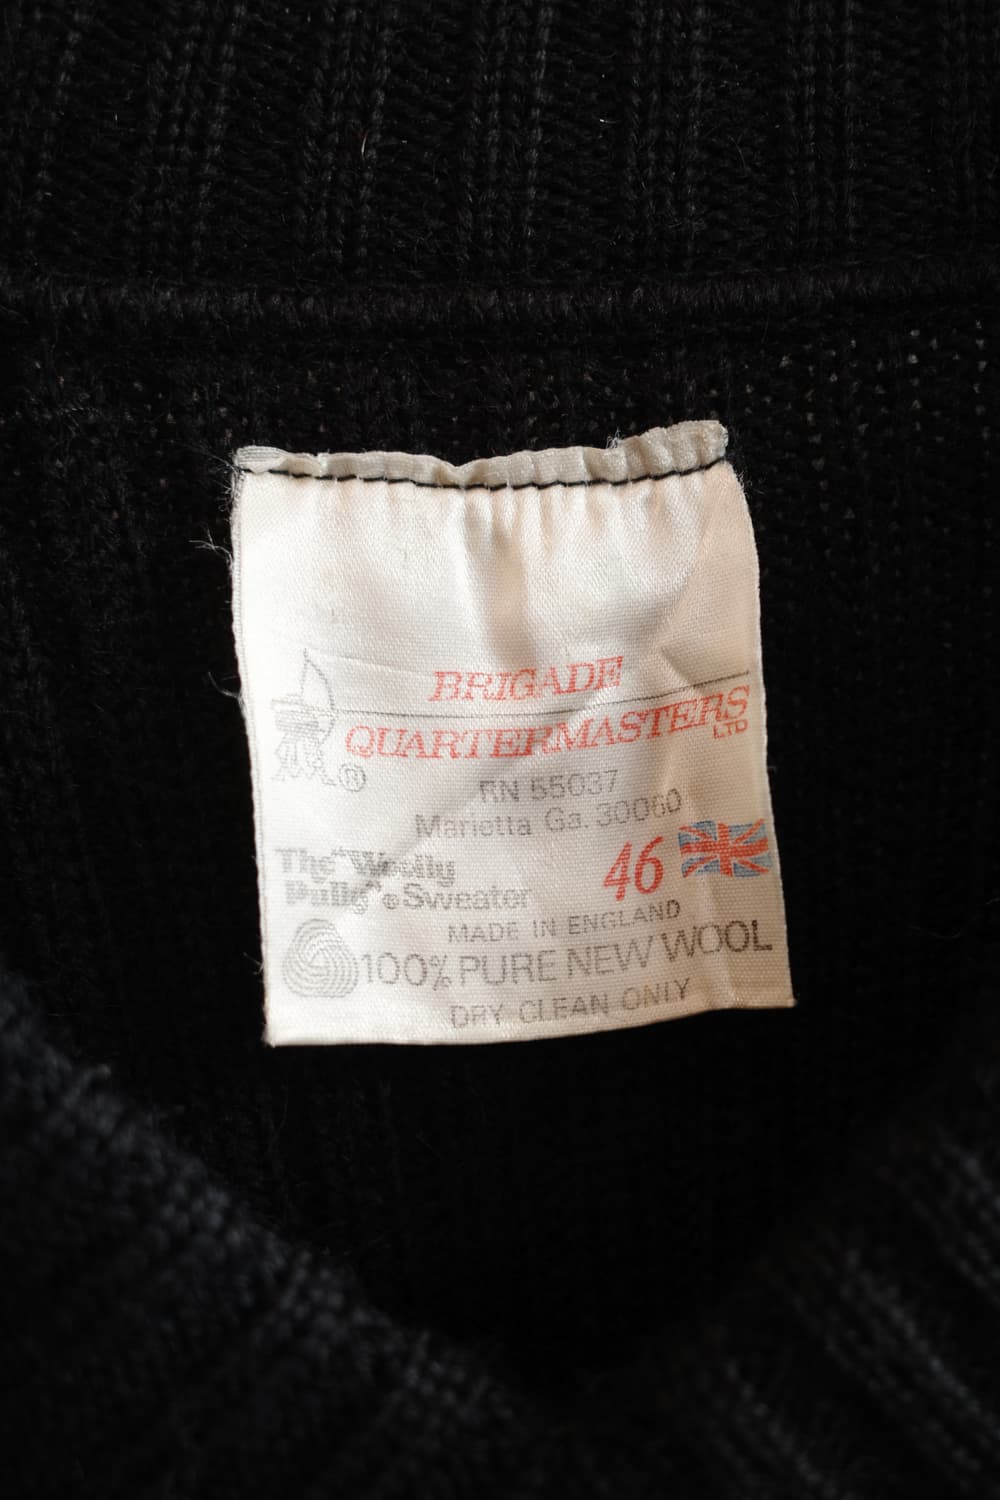 BRIGADE
QUARTERMASTERS
LTD
®
RN 55037
Marietta Ga. 30060
The "Woolly
Pully" ® Sweater
46
MADE IN ENGLAND
100% PURE NEW WOOL
DRY CLEAN ONLY